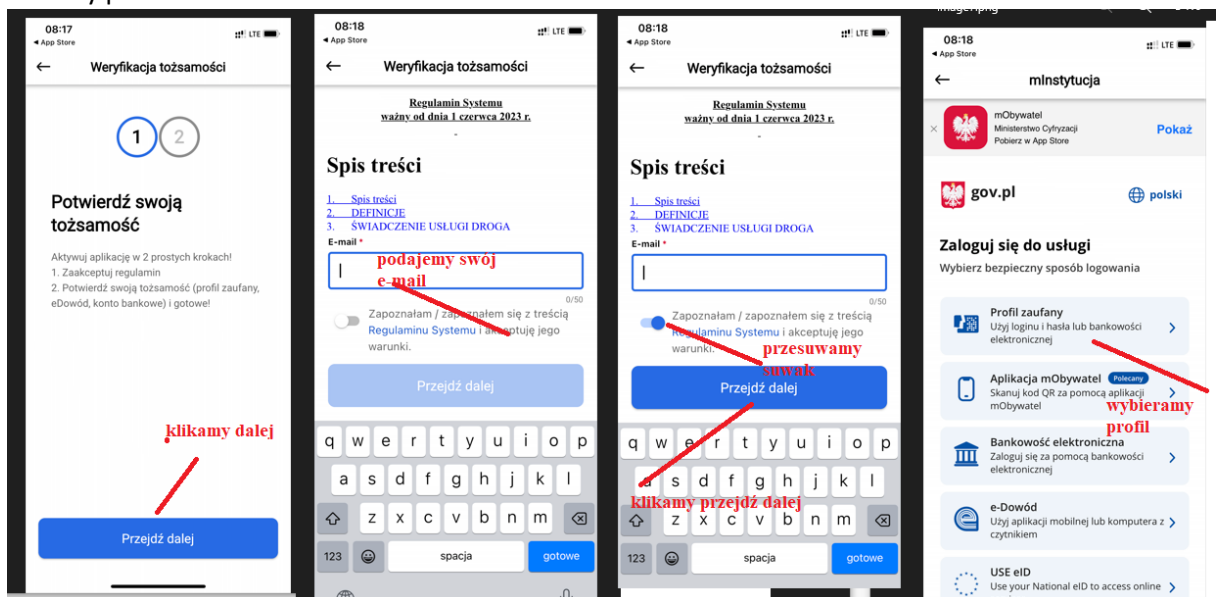 08:17
App Store
LTE
Weryfikacja tożsamości
1
2
Potwierdź swoją
tożsamość
Aktywuj aplikację w 2 prostych krokach!
1. Zaakceptuj regulamin
2. Potwierdź swoją tożsamość (profil zaufany,
eDowód, konto bankowe) i gotowe!
klikamy dalej
Przejdź dalej
08:18
App Store
LTE
Weryfikacja tożsamości
Regulamin Systemu
ważny od dnia 1 czerwca 2023 r.
-
Spis treści
1. Spis treści
2. DEFINICJE
3. ŚWIADCZENIE USŁUGI DROGA
E-mail *
podajemy swój
e-mail
0/50
Zapoznałam / zapoznałem się z treścią
Regulaminu Systemu i akceptuję jego
warunki.
Przejdź dalej
q w e r t y u i o p
a s d f g h j k l
z x c v b n m
123 spacja gotowe
08:18
App Store
LTE
Weryfikacja tożsamości
Regulamin Systemu
ważny od dnia 1 czerwca 2023 r.
-
Spis treści
1. Spis treści
2. DEFINICJE
3. ŚWIADCZENIE USŁUGI DROGA
E-mail *
0/50
Zapoznałam / zapoznałem się z treścią
Regulaminu Systemu i akceptuję jego
warunki.
przesuwamy
suwak
Przejdź dalej
q w e r t y u i o p
a s d f g h j k l
klikamy przejdź dalej
z x c v b n m
123 spacja gotowe
08:18
App Store
LTE
mInstytucja
mObywatel
Ministerstwo Cyfryzacji
Pobierz w App Store
Pokaż
gov.pl
polski
Zaloguj się do usługi
Wybierz bezpieczny sposób logowania
Profil zaufany
Użyj loginu i hasła lub bankowości
elektronicznej
Aplikacja mObywatel Polecany
Skanuj kod QR za pomocą aplikacji
mObywatel
wybieramy
profil
Bankowość elektroniczna
Zaloguj się za pomocą bankowości
elektronicznej
e-Dowód
Użyj aplikacji mobilnej lub komputera z
czytnikiem
USE eID
Use your National eID to access online